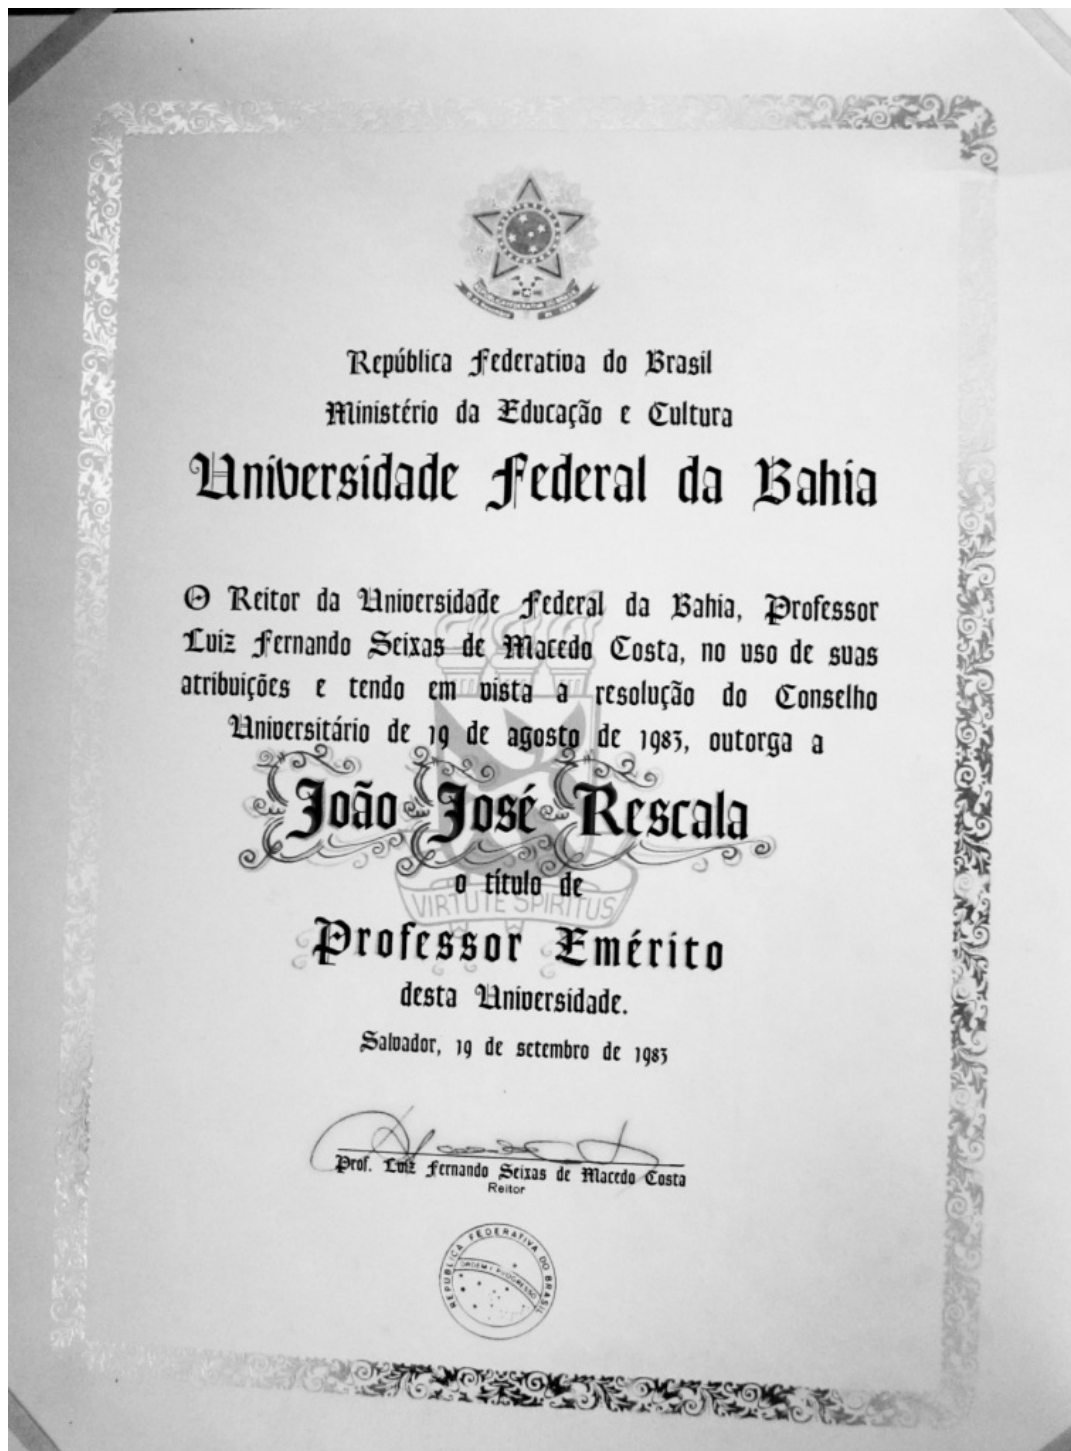 República Federativa do Brasil
Ministério da Educação e Cultura
Universidade Federal da Bahia
O Reitor da Universidade Federal da Bahia, Professor
Luiz Fernando Seixas de Macedo Costa, no uso de suas
atribuições e tendo em vista a resolução do Conselho
Universitário de 19 de agosto de 1983, outorga a
João José Rescala
o título de
VIRTUTE SPIRITUS
Professor Emérito
desta Universidade.
Salvador, 19 de setembro de 1983
Prof. Luiz Fernando Seixas de Macedo Costa
Reitor
REPUBLICA FEDERATIVA DO BRASIL
ORDEM E PROGRESSO